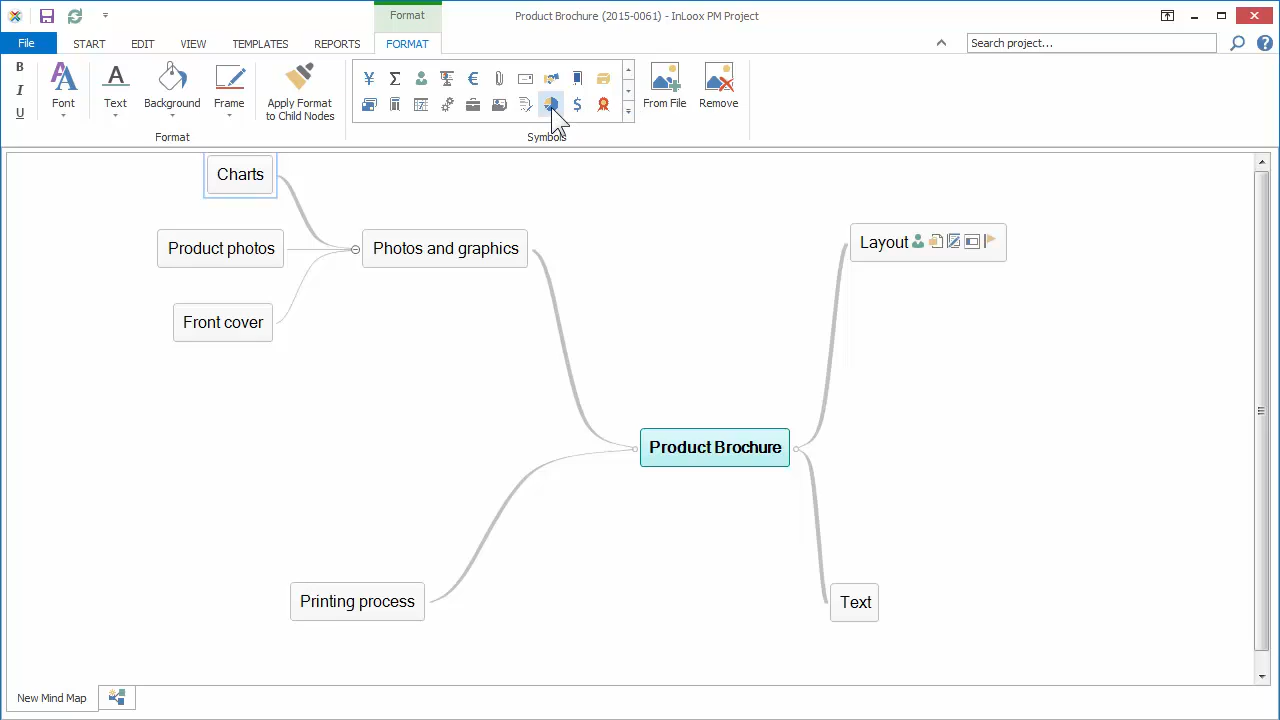 Format
Product Brochure (2015-0061) - InLoox PM Project
File
START
EDIT
VIEW
TEMPLATES
REPORTS
FORMAT
Search project...
B
I
U
Font
Text
Background
Frame
Apply Format
to Child Nodes
From File
Remove
Format
Symbols
Charts
Product photos
Photos and graphics
Front cover
Layout
Product Brochure
Printing process
Text
New Mind Map